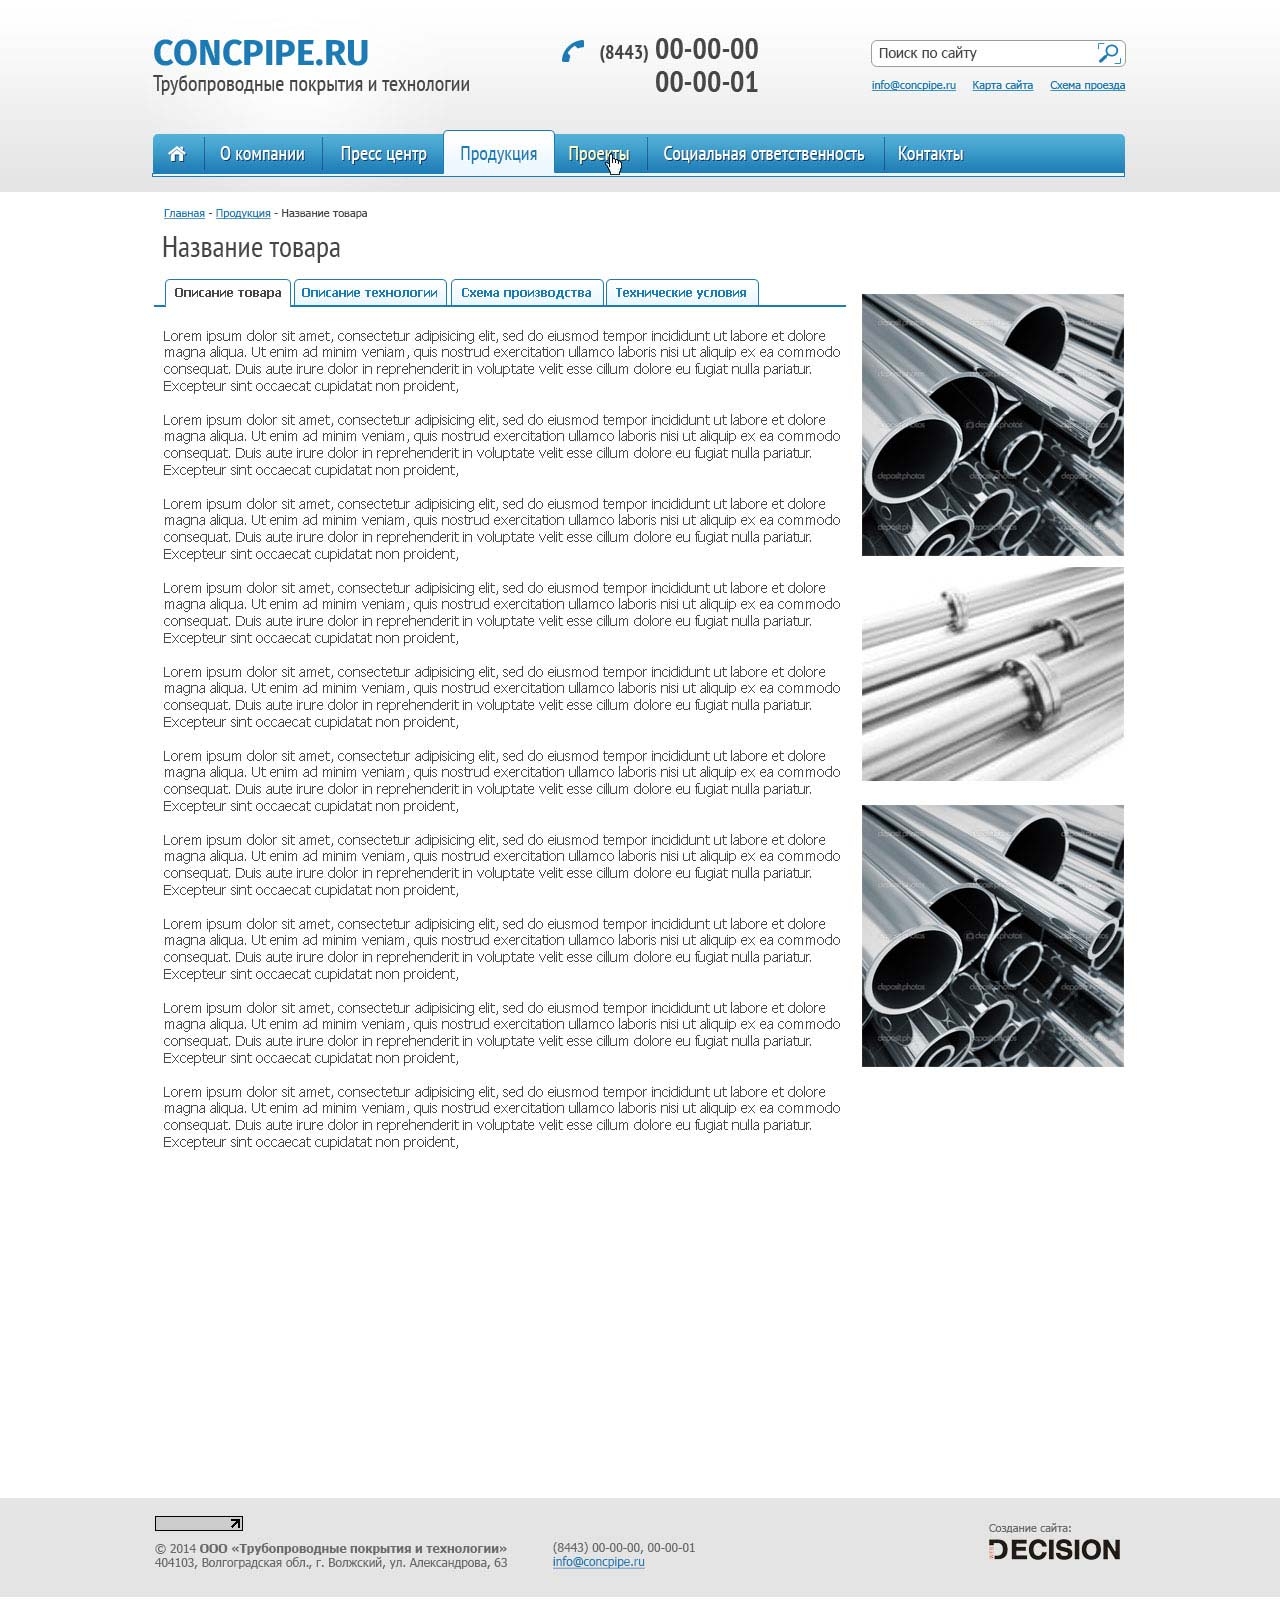 CONCPIPE.RU
Трубопроводные покрытия и технологии
(8443) 00-00-00
00-00-01
Поиск по сайту
info@concpipe.ru Карта сайта Схема проезда
О компании Пресс центр Продукция Проекты Социальная ответственность Контакты
Главная - Продукция - Название товара
Название товара
Описание товара Описание технологии Схема производства Технические условия
Lorem ipsum dolor sit amet, consectetur adipisicing elit, sed do eiusmod tempor incididunt ut labore et dolore
magna aliqua. Ut enim ad minim veniam, quis nostrud exercitation ullamco laboris nisi ut aliquip ex ea commodo
consequat. Duis aute irure dolor in reprehenderit in voluptate velit esse cillum dolore eu fugiat nulla pariatur.
Excepteur sint occaecat cupidatat non proident,
Lorem ipsum dolor sit amet, consectetur adipisicing elit, sed do eiusmod tempor incididunt ut labore et dolore
magna aliqua. Ut enim ad minim veniam, quis nostrud exercitation ullamco laboris nisi ut aliquip ex ea commodo
consequat. Duis aute irure dolor in reprehenderit in voluptate velit esse cillum dolore eu fugiat nulla pariatur.
Excepteur sint occaecat cupidatat non proident,
Lorem ipsum dolor sit amet, consectetur adipisicing elit, sed do eiusmod tempor incididunt ut labore et dolore
magna aliqua. Ut enim ad minim veniam, quis nostrud exercitation ullamco laboris nisi ut aliquip ex ea commodo
consequat. Duis aute irure dolor in reprehenderit in voluptate velit esse cillum dolore eu fugiat nulla pariatur.
Excepteur sint occaecat cupidatat non proident,
Lorem ipsum dolor sit amet, consectetur adipisicing elit, sed do eiusmod tempor incididunt ut labore et dolore
magna aliqua. Ut enim ad minim veniam, quis nostrud exercitation ullamco laboris nisi ut aliquip ex ea commodo
consequat. Duis aute irure dolor in reprehenderit in voluptate velit esse cillum dolore eu fugiat nulla pariatur.
Excepteur sint occaecat cupidatat non proident,
Lorem ipsum dolor sit amet, consectetur adipisicing elit, sed do eiusmod tempor incididunt ut labore et dolore
magna aliqua. Ut enim ad minim veniam, quis nostrud exercitation ullamco laboris nisi ut aliquip ex ea commodo
consequat. Duis aute irure dolor in reprehenderit in voluptate velit esse cillum dolore eu fugiat nulla pariatur.
Excepteur sint occaecat cupidatat non proident,
Lorem ipsum dolor sit amet, consectetur adipisicing elit, sed do eiusmod tempor incididunt ut labore et dolore
magna aliqua. Ut enim ad minim veniam, quis nostrud exercitation ullamco laboris nisi ut aliquip ex ea commodo
consequat. Duis aute irure dolor in reprehenderit in voluptate velit esse cillum dolore eu fugiat nulla pariatur.
Excepteur sint occaecat cupidatat non proident,
Lorem ipsum dolor sit amet, consectetur adipisicing elit, sed do eiusmod tempor incididunt ut labore et dolore
magna aliqua. Ut enim ad minim veniam, quis nostrud exercitation ullamco laboris nisi ut aliquip ex ea commodo
consequat. Duis aute irure dolor in reprehenderit in voluptate velit esse cillum dolore eu fugiat nulla pariatur.
Excepteur sint occaecat cupidatat non proident,
Lorem ipsum dolor sit amet, consectetur adipisicing elit, sed do eiusmod tempor incididunt ut labore et dolore
magna aliqua. Ut enim ad minim veniam, quis nostrud exercitation ullamco laboris nisi ut aliquip ex ea commodo
consequat. Duis aute irure dolor in reprehenderit in voluptate velit esse cillum dolore eu fugiat nulla pariatur.
Excepteur sint occaecat cupidatat non proident,
Lorem ipsum dolor sit amet, consectetur adipisicing elit, sed do eiusmod tempor incididunt ut labore et dolore
magna aliqua. Ut enim ad minim veniam, quis nostrud exercitation ullamco laboris nisi ut aliquip ex ea commodo
consequat. Duis aute irure dolor in reprehenderit in voluptate velit esse cillum dolore eu fugiat nulla pariatur.
Excepteur sint occaecat cupidatat non proident,
Lorem ipsum dolor sit amet, consectetur adipisicing elit, sed do eiusmod tempor incididunt ut labore et dolore
magna aliqua. Ut enim ad minim veniam, quis nostrud exercitation ullamco laboris nisi ut aliquip ex ea commodo
consequat. Duis aute irure dolor in reprehenderit in voluptate velit esse cillum dolore eu fugiat nulla pariatur.
Excepteur sint occaecat cupidatat non proident,
© 2014 ООО «Трубопроводные покрытия и технологии»
404103, Волгоградская обл., г. Волжский, ул. Александрова, 63
(8443) 00-00-00, 00-00-01
info@concpipe.ru
Создание сайта:
DECISION